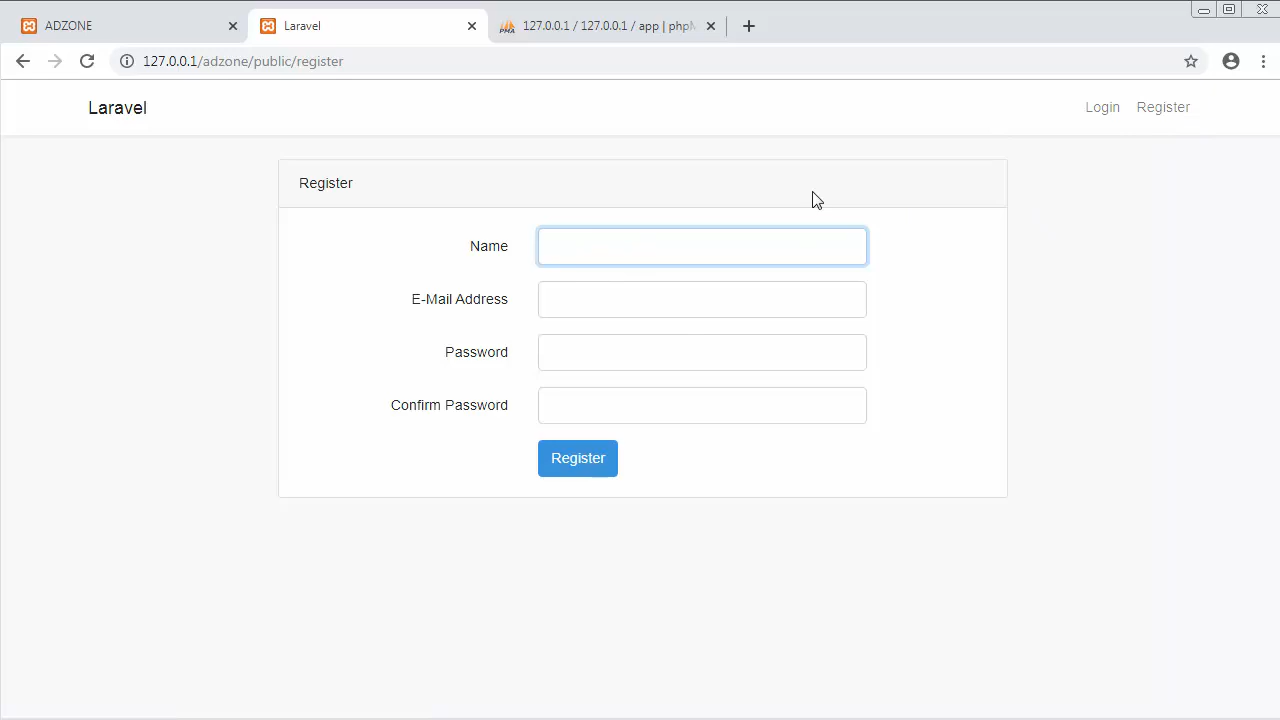 ADZONE
Laravel
127.0.0.1 / 127.0.0.1 / app | phpM
127.0.0.1/adzone/public/register
Laravel
Login
Register
Register
Name
E-Mail Address
Password
Confirm Password
Register